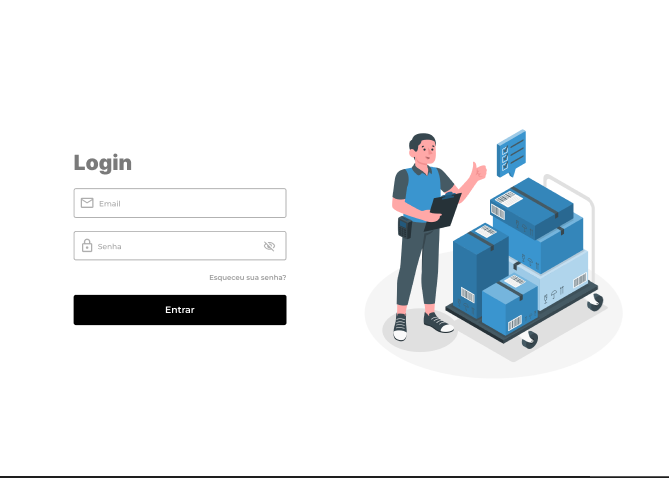 Login
Email
Senha
Esqueceu sua senha?
Entrar